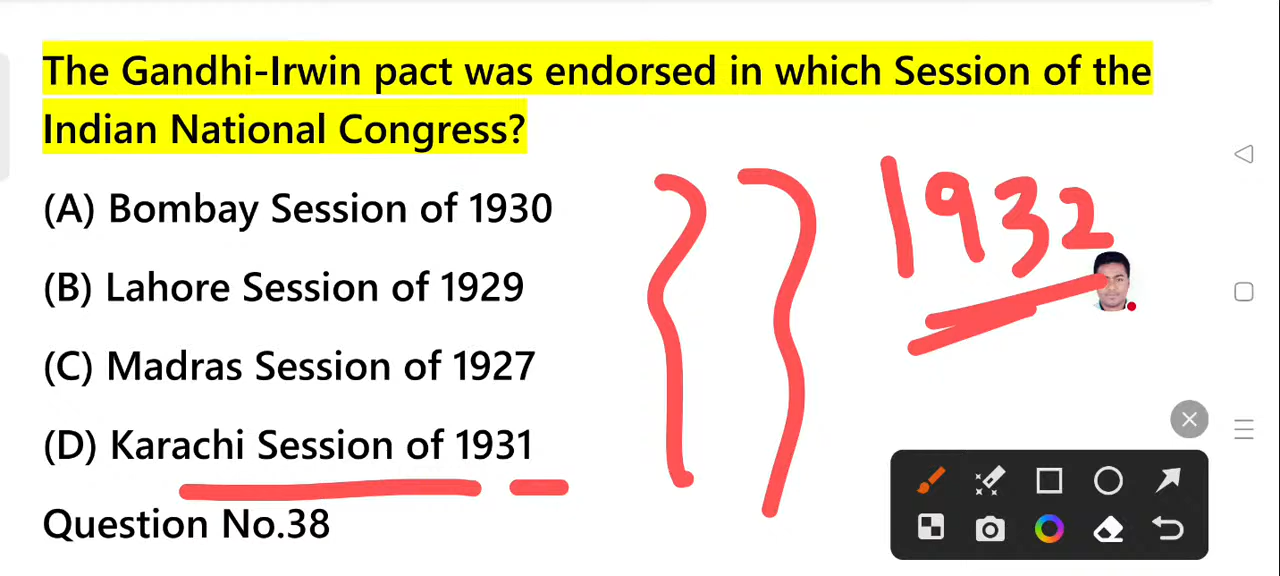 The Gandhi-Irwin pact was endorsed in which Session of the
Indian National Congress?
(A) Bombay Session of 1930
(B) Lahore Session of 1929
(C) Madras Session of 1927
(D) Karachi Session of 1931
Question No.38
1932